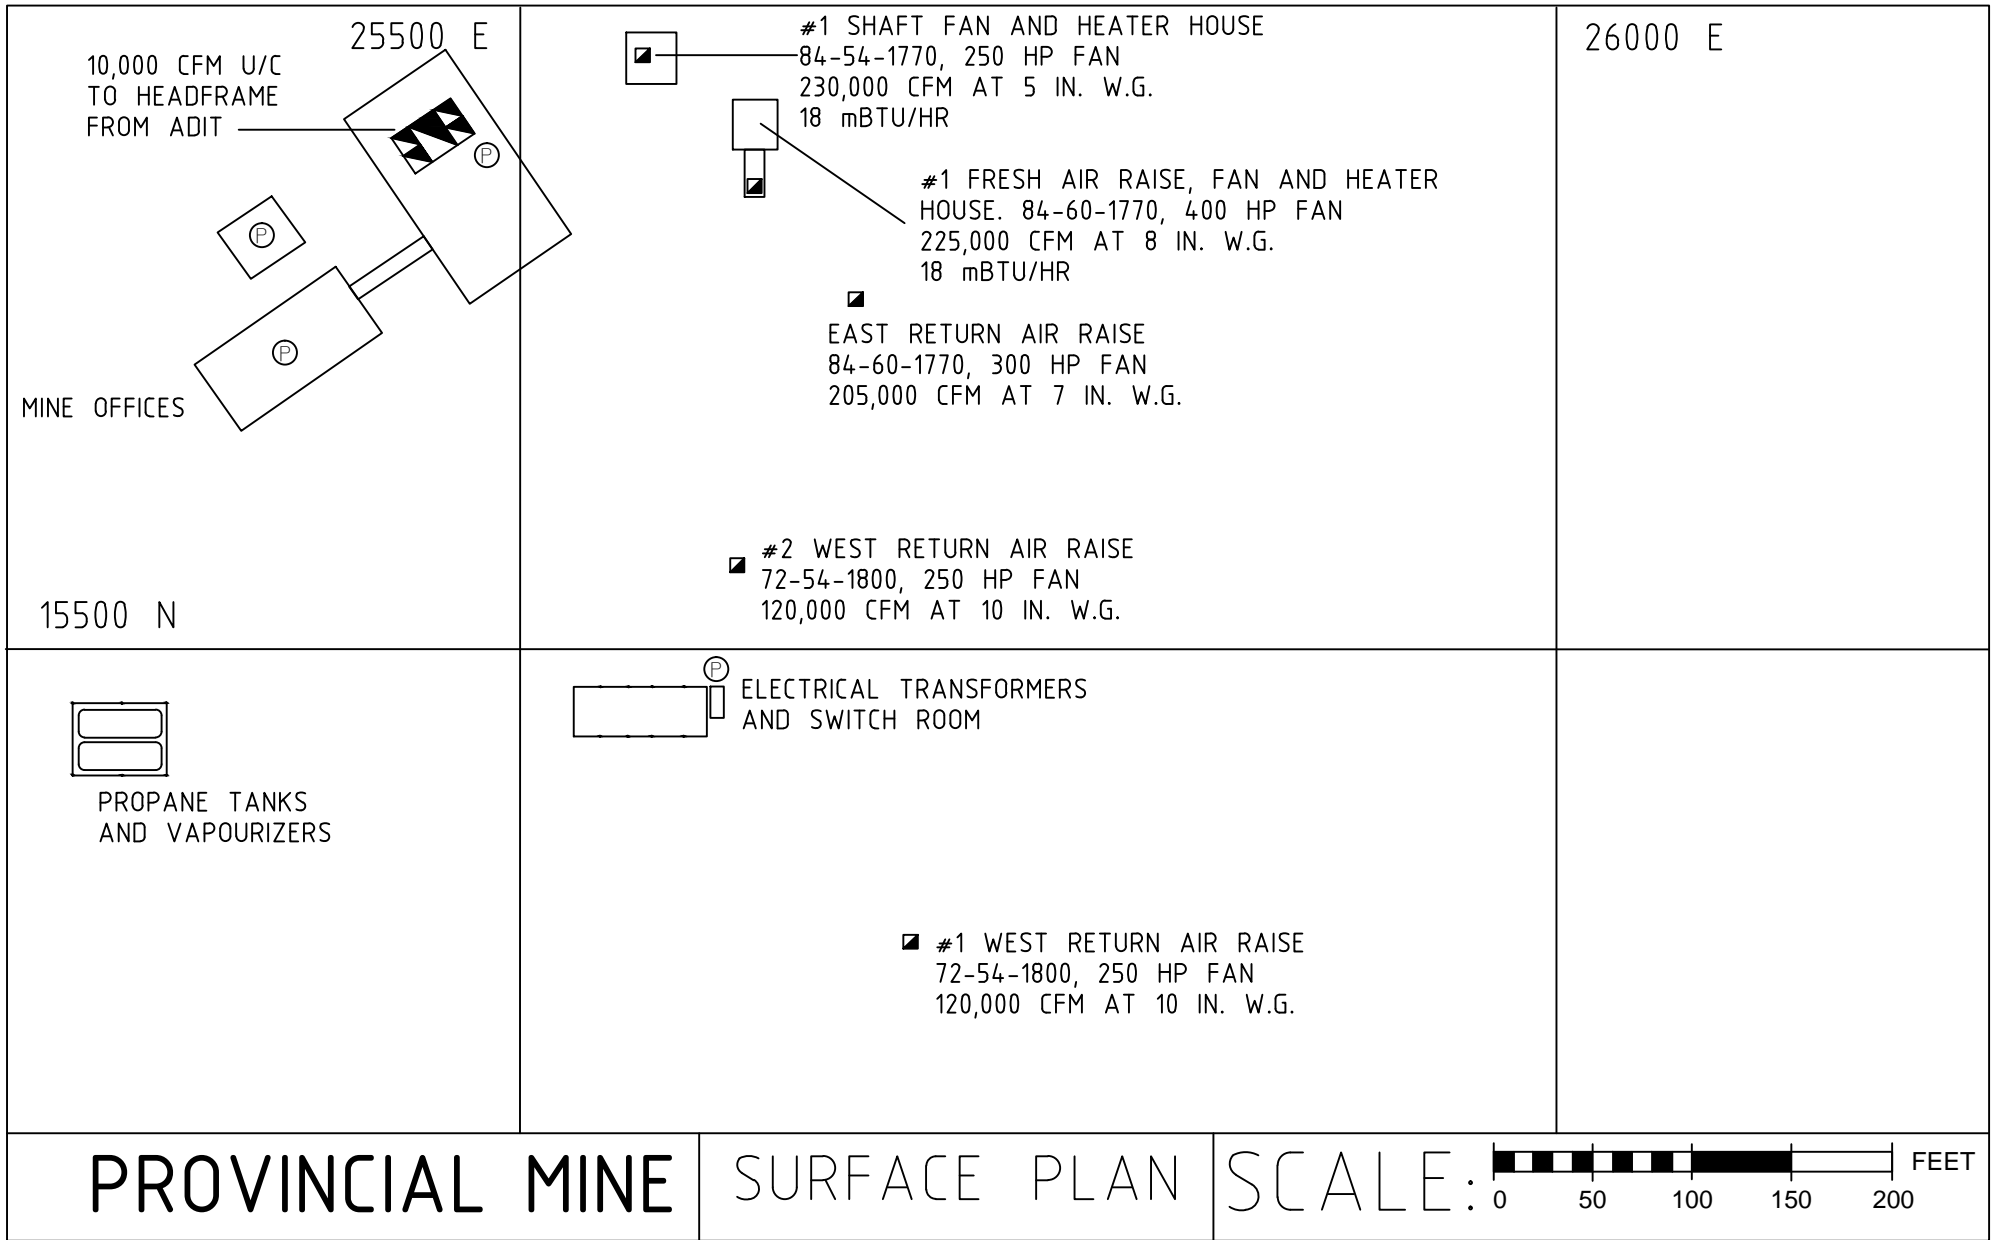 25500 E
26000 E
10,000 CFM U/C
TO HEADFRAME
FROM ADIT
P
P
P
MINE OFFICES
#1 SHAFT FAN AND HEATER HOUSE
84-54-1770, 250 HP FAN
230,000 CFM AT 5 IN. W.G.
18 mBTU/HR
#1 FRESH AIR RAISE, FAN AND HEATER
HOUSE. 84-60-1770, 400 HP FAN
225,000 CFM AT 8 IN. W.G.
18 mBTU/HR
EAST RETURN AIR RAISE
84-60-1770, 300 HP FAN
205,000 CFM AT 7 IN. W.G.
#2 WEST RETURN AIR RAISE
72-54-1800, 250 HP FAN
120,000 CFM AT 10 IN. W.G.
15500 N
P
ELECTRICAL TRANSFORMERS
AND SWITCH ROOM
PROPANE TANKS
AND VAPOURIZERS
#1 WEST RETURN AIR RAISE
72-54-1800, 250 HP FAN
120,000 CFM AT 10 IN. W.G.
PROVINCIAL MINE
SURFACE PLAN
SCALE:
0 50 100 150 200
FEET